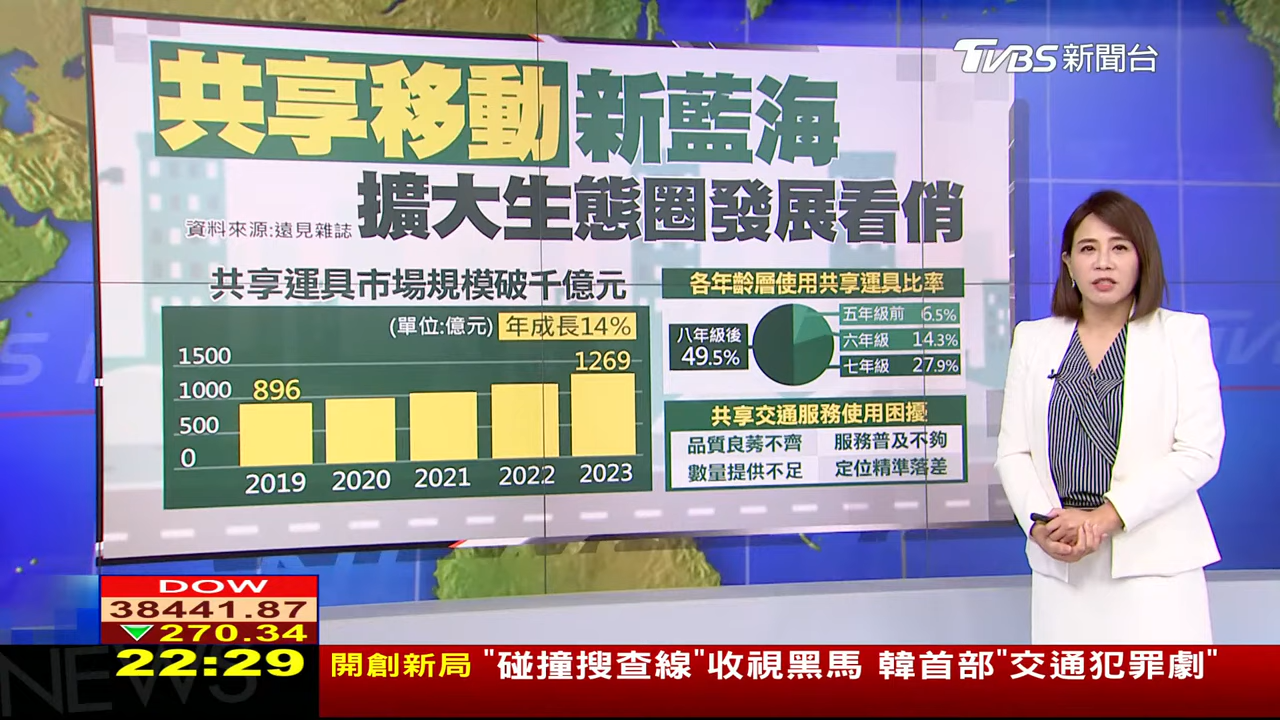 TVBS新聞台
共享移動 新藍海
擴大生態圈發展看俏
資料來源:遠見雜誌
共享運具市場規模破千億元
(單位:億元) 年成長14%
1500
1000
500
0
896
1269
2019 2020 2021 2022 2023
各年齡層使用共享運具比率
八年級後
49.5%
五年級前 6.5%
六年級 14.3%
七年級 27.9%
共享交通服務使用困擾
品質良莠不齊 服務普及不夠
數量提供不足 定位精準落差
DOW
38441.87
▼270.34
22:29
開創新局 "碰撞搜查線"收視黑馬 韓首部"交通犯罪劇"
NEWS